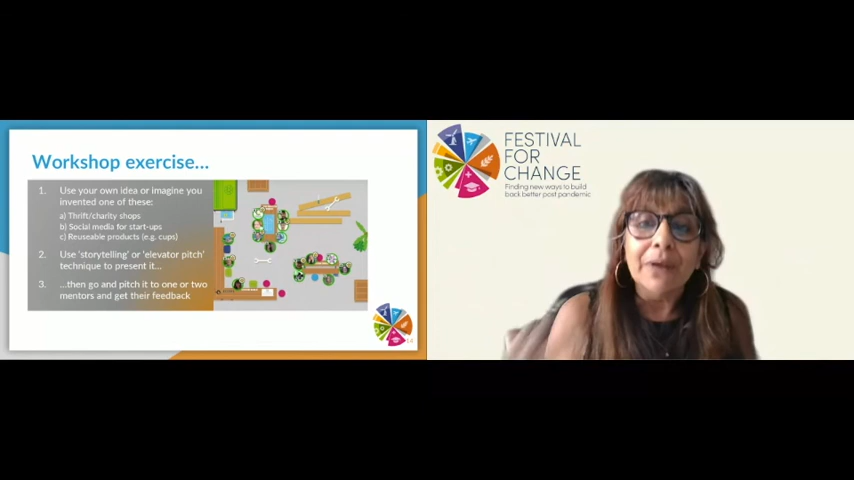 Workshop exercise...
1. Use your own idea or imagine you
invented one of these:
a) Thrift/charity shops
b) Social media for start-ups
c) Reuseable products (e.g. cups)
2. Use 'storytelling' or 'elevator pitch'
technique to present it...
3. ...then go and pitch it to one or two
mentors and get their feedback
14
FESTIVAL
FOR
CHANGE
Finding new ways to build
back better post pandemic